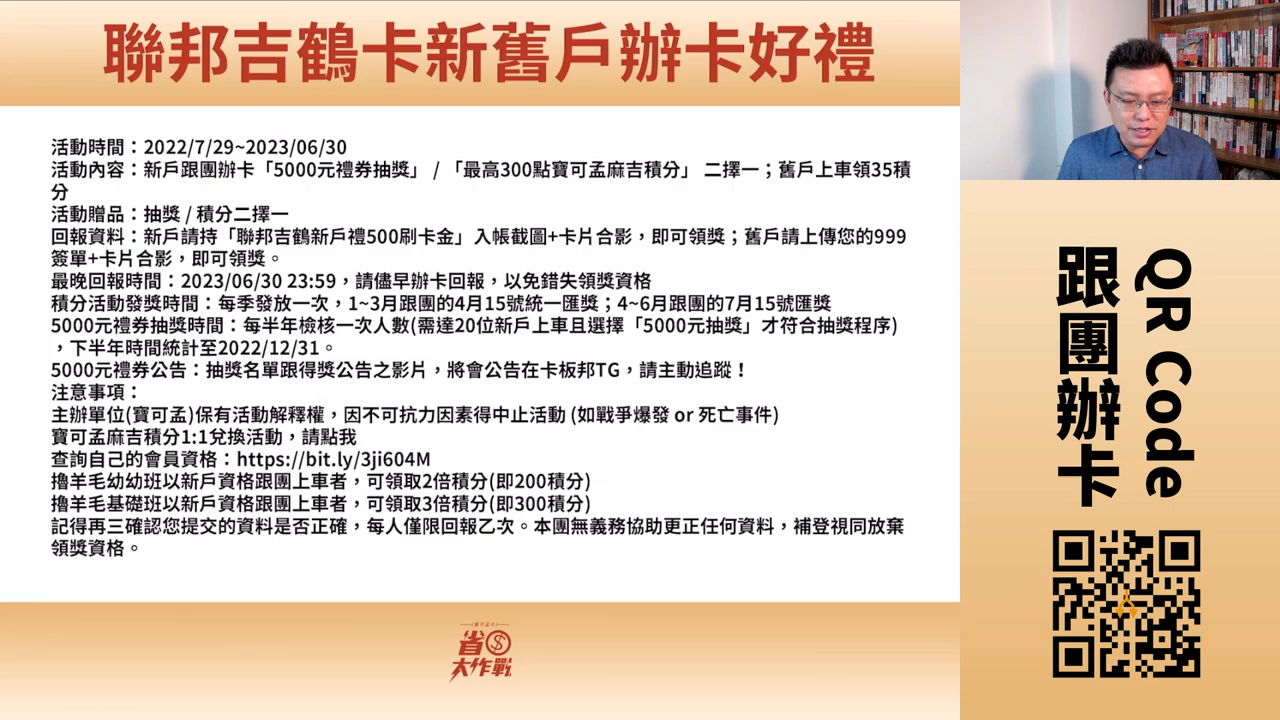 聯邦吉鶴卡新舊戶辦卡好禮
活動時間：2022/7/29~2023/06/30
活動內容：新戶跟團辦卡「5000元禮券抽獎」 / 「最高300點寶可孟麻吉積分」 二擇一；舊戶上車領35積
分
活動贈品：抽獎 / 積分二擇一
回報資料：新戶請持「聯邦吉鶴新戶禮500刷卡金」入帳截圖+卡片合影，即可領獎；舊戶請上傳您的999
簽單+卡片合影，即可領獎。
最晚回報時間：2023/06/30 23:59，請儘早辦卡回報，以免錯失領獎資格
積分活動發獎時間：每季發放一次，1~3月跟團的4月15號統一匯獎；4~6月跟團的7月15號匯獎
5000元禮券抽獎時間：每半年檢核一次人數(需達20位新戶上車且選擇「5000元抽獎」才符合抽獎程序)
，下半年時間統計至2022/12/31。
5000元禮券公告：抽獎名單跟得獎公告之影片，將會公告在卡板邦TG，請主動追蹤！
注意事項：
主辦單位(寶可孟)保有活動解釋權，因不可抗力因素得中止活動 (如戰爭爆發 or 死亡事件)
寶可孟麻吉積分1:1兌換活動，請點我
查詢自己的會員資格：https://bit.ly/3ji604M
擼羊毛幼幼班以新戶資格跟團上車者，可領取2倍積分(即200積分)
擼羊毛基礎班以新戶資格跟團上車者，可領取3倍積分(即300積分)
記得再三確認您提交的資料是否正確，每人僅限回報乙次。本團無義務協助更正任何資料，補登視同放棄
領獎資格。
省
大作戰
QR Code
跟團辦卡